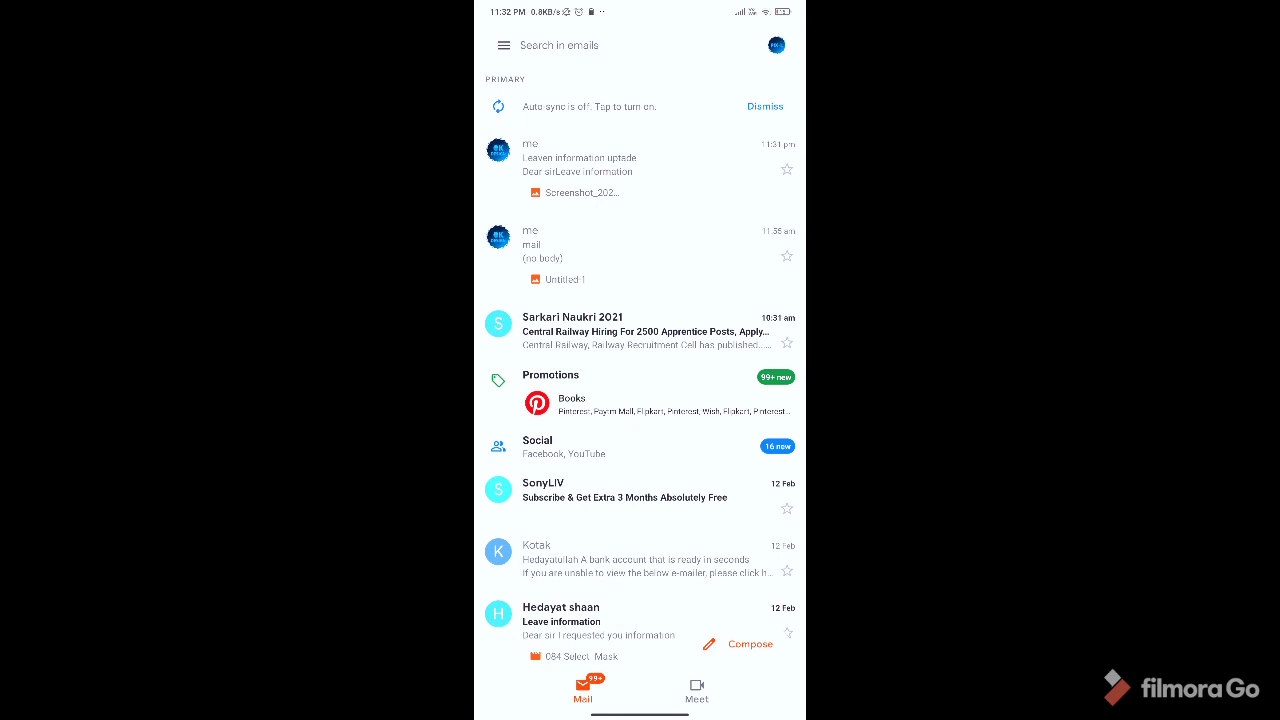 11:32 PM 0.8KB/s
Search in emails
PRIMARY
Auto-sync is off. Tap to turn on. Dismiss
me 11:31 pm
Leaven information uptade
Dear sirLeave information
Screenshot_202...
me 11:55 am
mail
(no body)
Untitled-1
Sarkari Naukri 2021 10:31 am
Central Railway Hiring For 2500 Apprentice Posts, Apply...
Central Railway, Railway Recruitment Cell has published......
Promotions 99+ new
Books
Pinterest, Paytm Mall, Flipkart, Pinterest, Wish, Flipkart, Pinterest...
Social 16 new
Facebook, YouTube
S SonyLIV 12 Feb
Subscribe & Get Extra 3 Months Absolutely Free
K Kotak 12 Feb
Hedayatullah A bank account that is ready in seconds
If you are unable to view the below e-mailer, please click h...
H Hedayat shaan 12 Feb
Leave information
Dear sir I requested you information
Compose
084 Select Mask
99+
Mail Meet
filmora Go